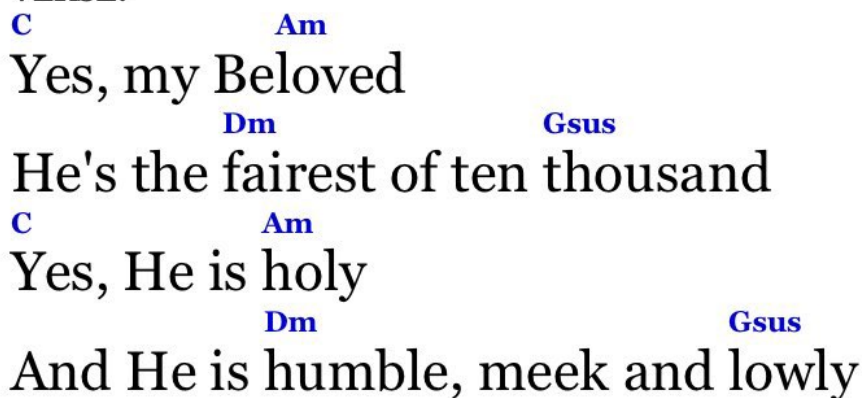 C Am
Yes, my Beloved
Dm Gsus
He's the fairest of ten thousand
C Am
Yes, He is holy
Dm Gsus
And He is humble, meek and lowly